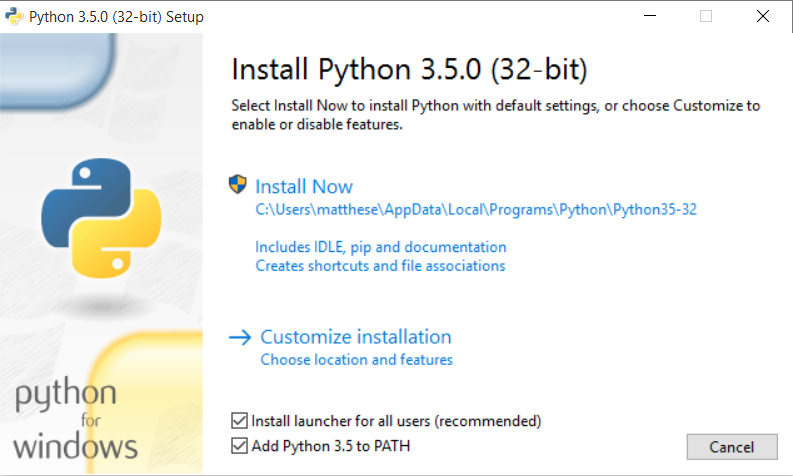 Python 3.5.0 (32-bit) Setup
Install Python 3.5.0 (32-bit)
Select Install Now to install Python with default settings, or choose Customize to
enable or disable features.
Install Now
C:\Users\matthese\AppData\Local\Programs\Python\Python35-32
Includes IDLE, pip and documentation
Creates shortcuts and file associations
Customize installation
Choose location and features
python
for
windows
Install launcher for all users (recommended)
Add Python 3.5 to PATH
Cancel